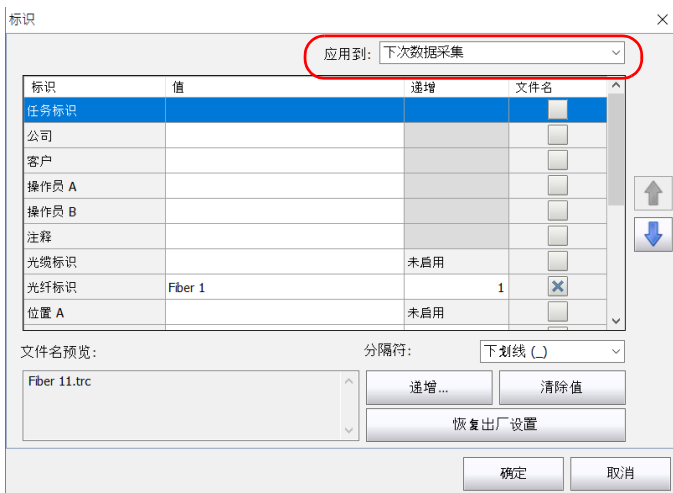 标识
应用到: 下次数据采集
标识 值 递增 文件名
任务标识
公司
客户
操作员 A
操作员 B
注释
光缆标识 未启用
光纤标识 Fiber 1 1
位置 A 未启用
文件名预览: 分隔符: 下划线 (_)
Fiber 11.trc
递增... 清除值
恢复出厂设置
确定 取消